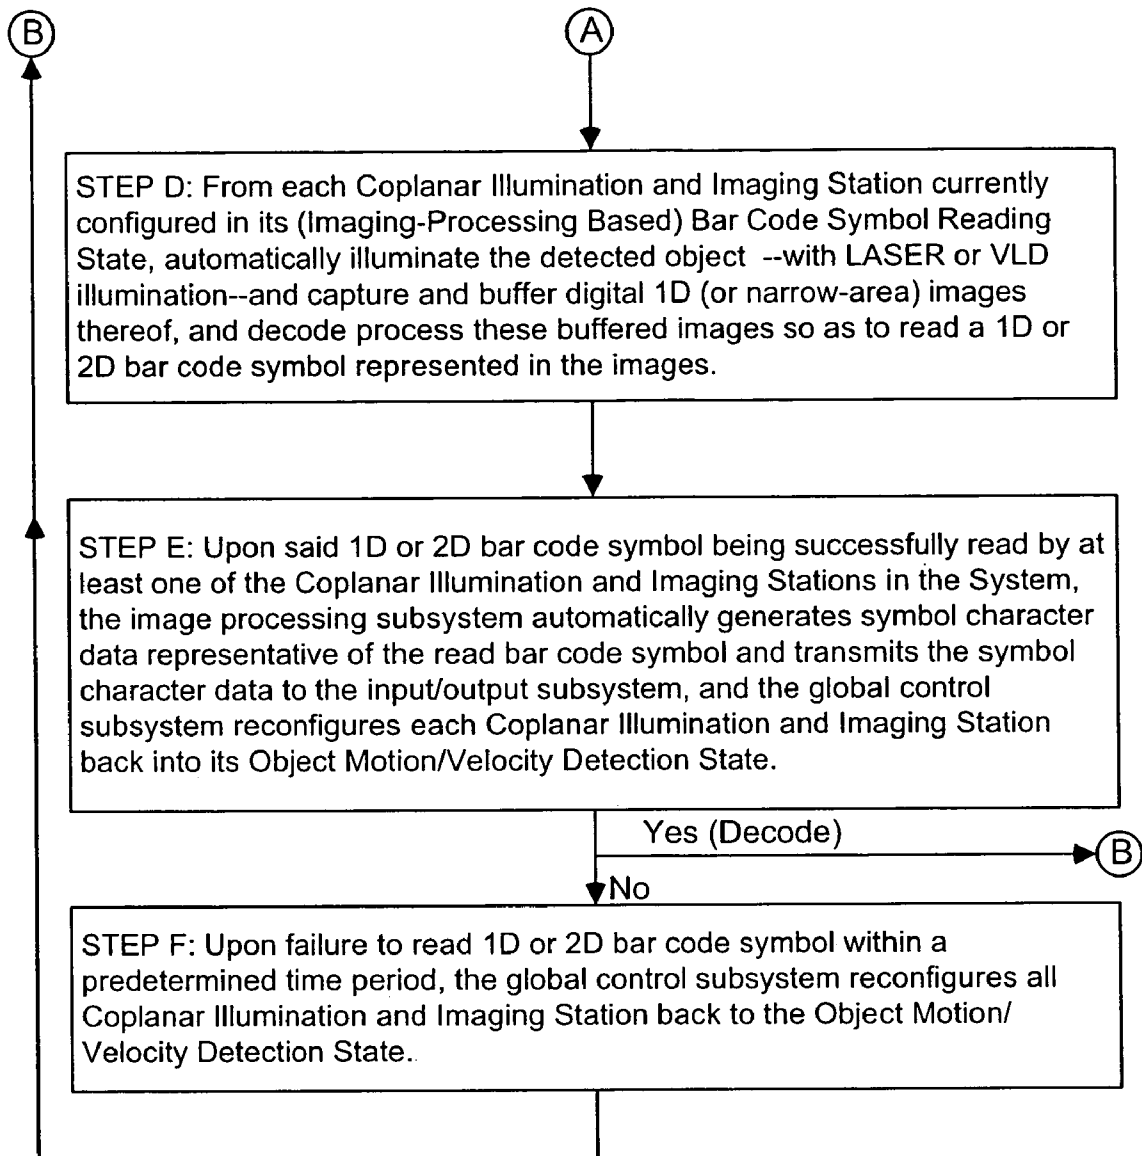 B
A
STEP D: From each Coplanar Illumination and Imaging Station currently
configured in its (Imaging-Processing Based) Bar Code Symbol Reading
State, automatically illuminate the detected object --with LASER or VLD
illumination--and capture and buffer digital 1D (or narrow-area) images
thereof, and decode process these buffered images so as to read a 1D or
2D bar code symbol represented in the images.
STEP E: Upon said 1D or 2D bar code symbol being successfully read by at
least one of the Coplanar Illumination and Imaging Stations in the System,
the image processing subsystem automatically generates symbol character
data representative of the read bar code symbol and transmits the symbol
character data to the input/output subsystem, and the global control
subsystem reconfigures each Coplanar Illumination and Imaging Station
back into its Object Motion/Velocity Detection State.
Yes (Decode)
B
No
STEP F: Upon failure to read 1D or 2D bar code symbol within a
predetermined time period, the global control subsystem reconfigures all
Coplanar Illumination and Imaging Station back to the Object Motion/
Velocity Detection State.